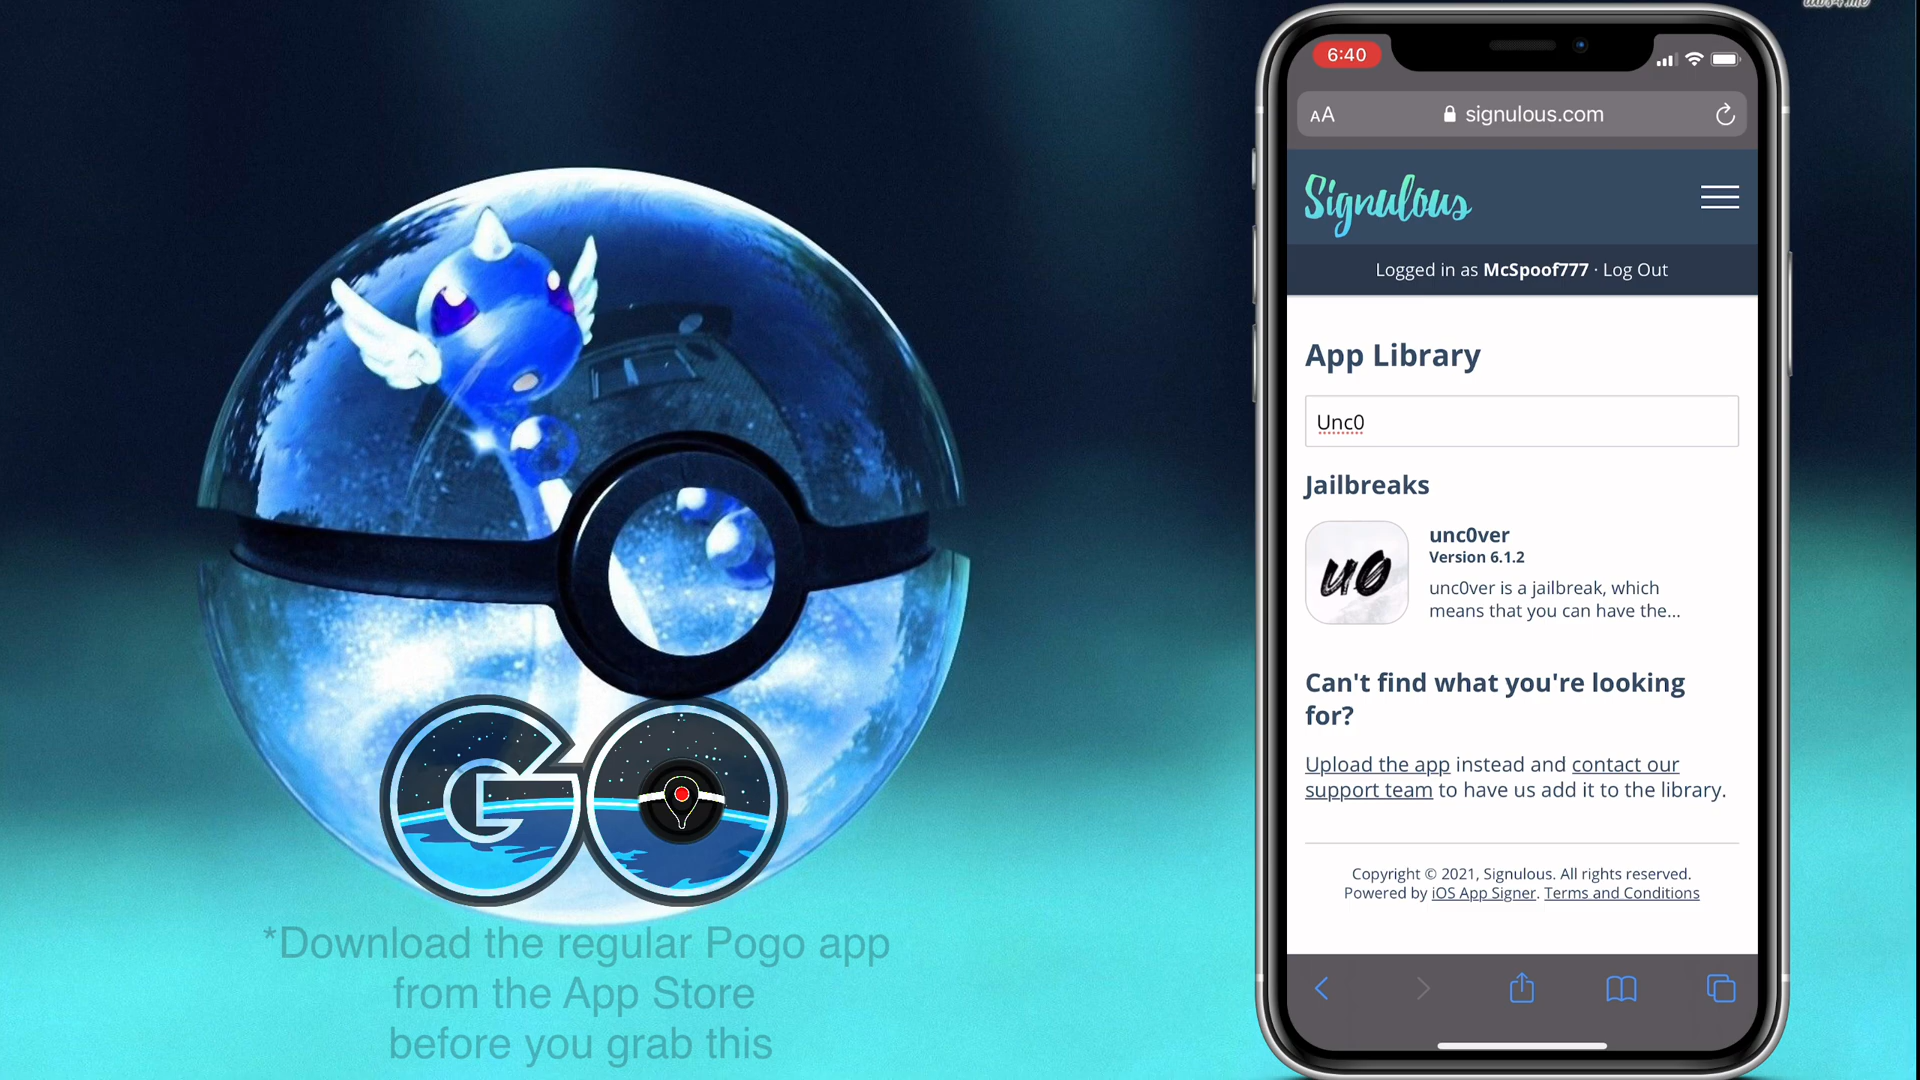 GO
*Download the regular Pogo app
from the App Store
before you grab this
6:40
AA
signulous.com
Signulous
Logged in as McSpoof777 · Log Out
App Library
Unc0
Jailbreaks
u0
unc0ver
Version 6.1.2
unc0ver is a jailbreak, which
means that you can have the...
Can't find what you're looking
for?
Upload the app instead and contact our
support team to have us add it to the library.
Copyright © 2021, Signulous. All rights reserved.
Powered by iOS App Signer. Terms and Conditions